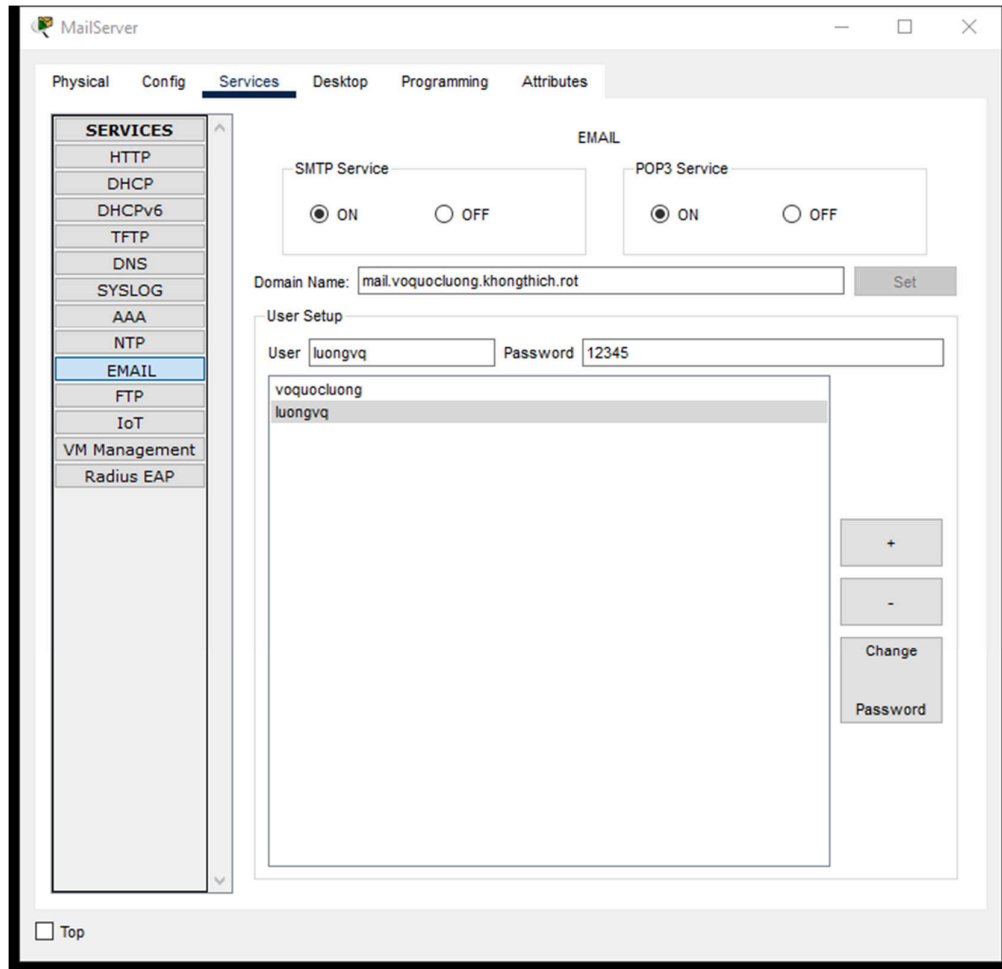 MailServer
Physical Config Services Desktop Programming Attributes
SERVICES
HTTP
DHCP
DHCPv6
TFTP
DNS
SYSLOG
AAA
NTP
EMAIL
FTP
IoT
VM Management
Radius EAP
EMAIL
SMTP Service
ON OFF
POP3 Service
ON OFF
Domain Name: mail.voquocluong.khongthich.rot Set
User Setup
User luongvq Password 12345
voquocluong
luongvq
+
-
Change
Password
Top